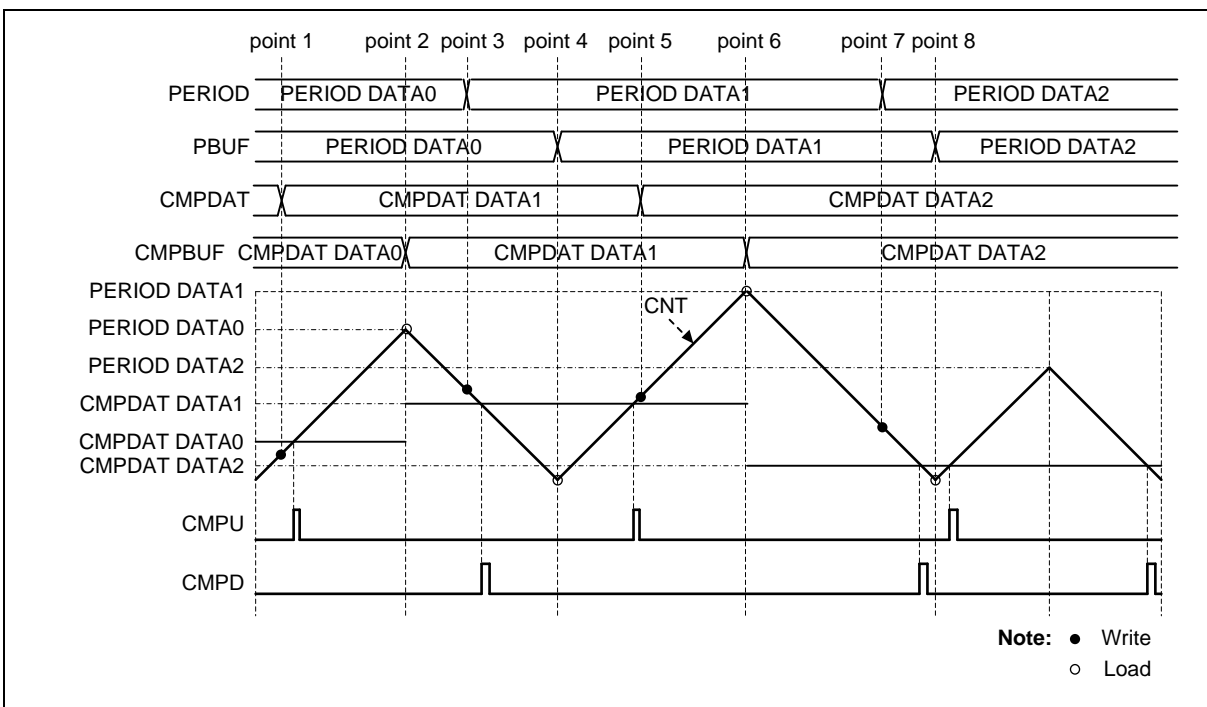 point 1 point 2 point 3 point 4 point 5 point 6 point 7 point 8
PERIOD PERIOD DATA0 PERIOD DATA1 PERIOD DATA2
PBUF PERIOD DATA0 PERIOD DATA1 PERIOD DATA2
CMPDAT CMPDAT DATA1 CMPDAT DATA2
CMPBUF CMPDAT DATA0 CMPDAT DATA1 CMPDAT DATA2
PERIOD DATA1
CNT
PERIOD DATA0
PERIOD DATA2
CMPDAT DATA1
CMPDAT DATA0
CMPDAT DATA2
CMPU
CMPD
Note: Write
Load